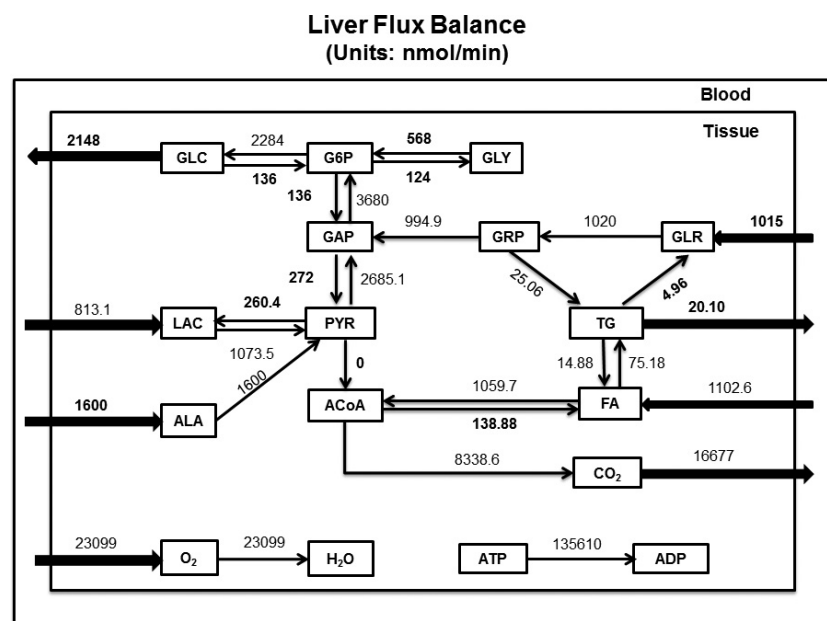 Liver Flux Balance
(Units: nmol/min)
Blood
Tissue
2148
GLC
2284
136
G6P
568
124
GLY
136
3680
GAP
994.9
GRP
1020
GLR
1015
272
2685.1
25.06
4.96
813.1
LAC
260.4
1073.5
PYR
TG
20.10
1600
0
14.88
75.18
1600
ALA
ACoA
1059.7
138.88
FA
1102.6
8338.6
CO₂
16677
23099
O₂
23099
H₂O
ATP
135610
ADP